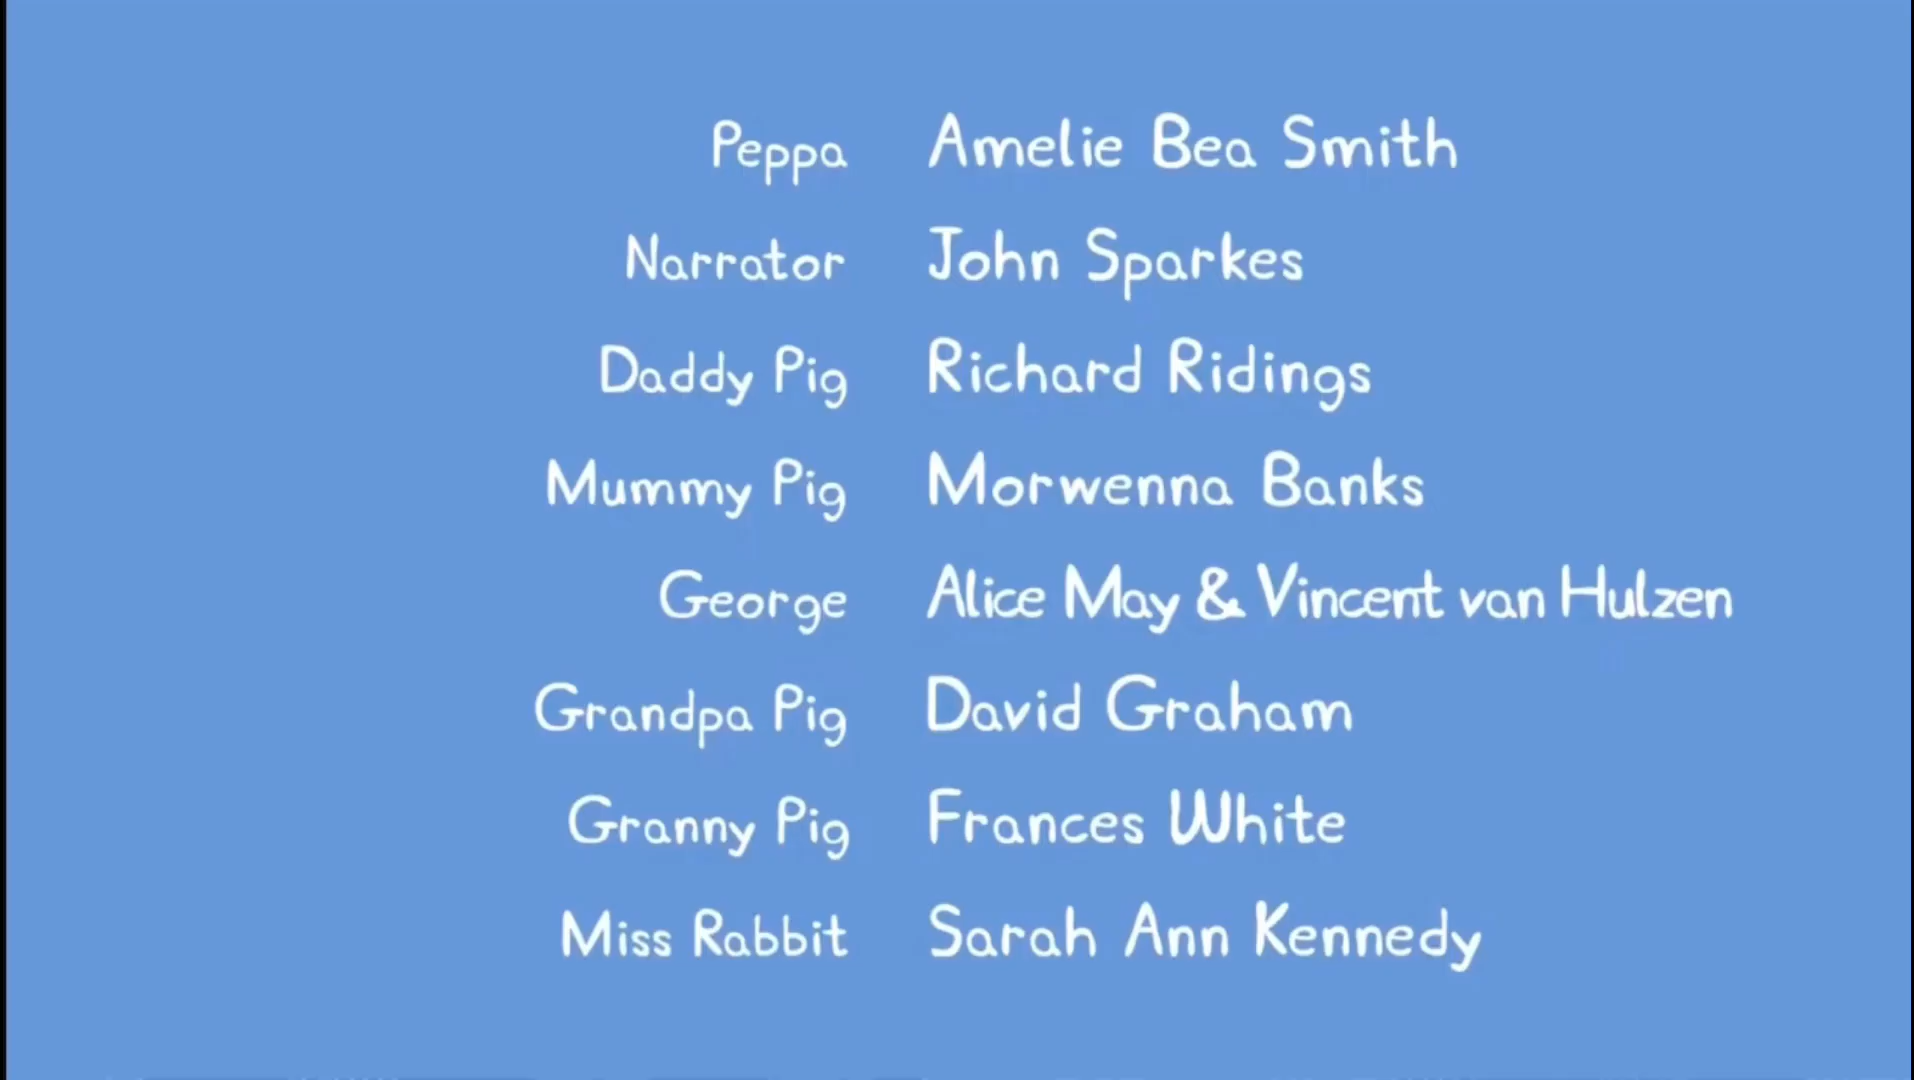 Peppa Amelie Bea Smith
Narrator John Sparkes
Daddy Pig Richard Ridings
Mummy Pig Morwenna Banks
George Alice May & Vincent van Hulzen
Grandpa Pig David Graham
Granny Pig Frances White
Miss Rabbit Sarah Ann Kennedy